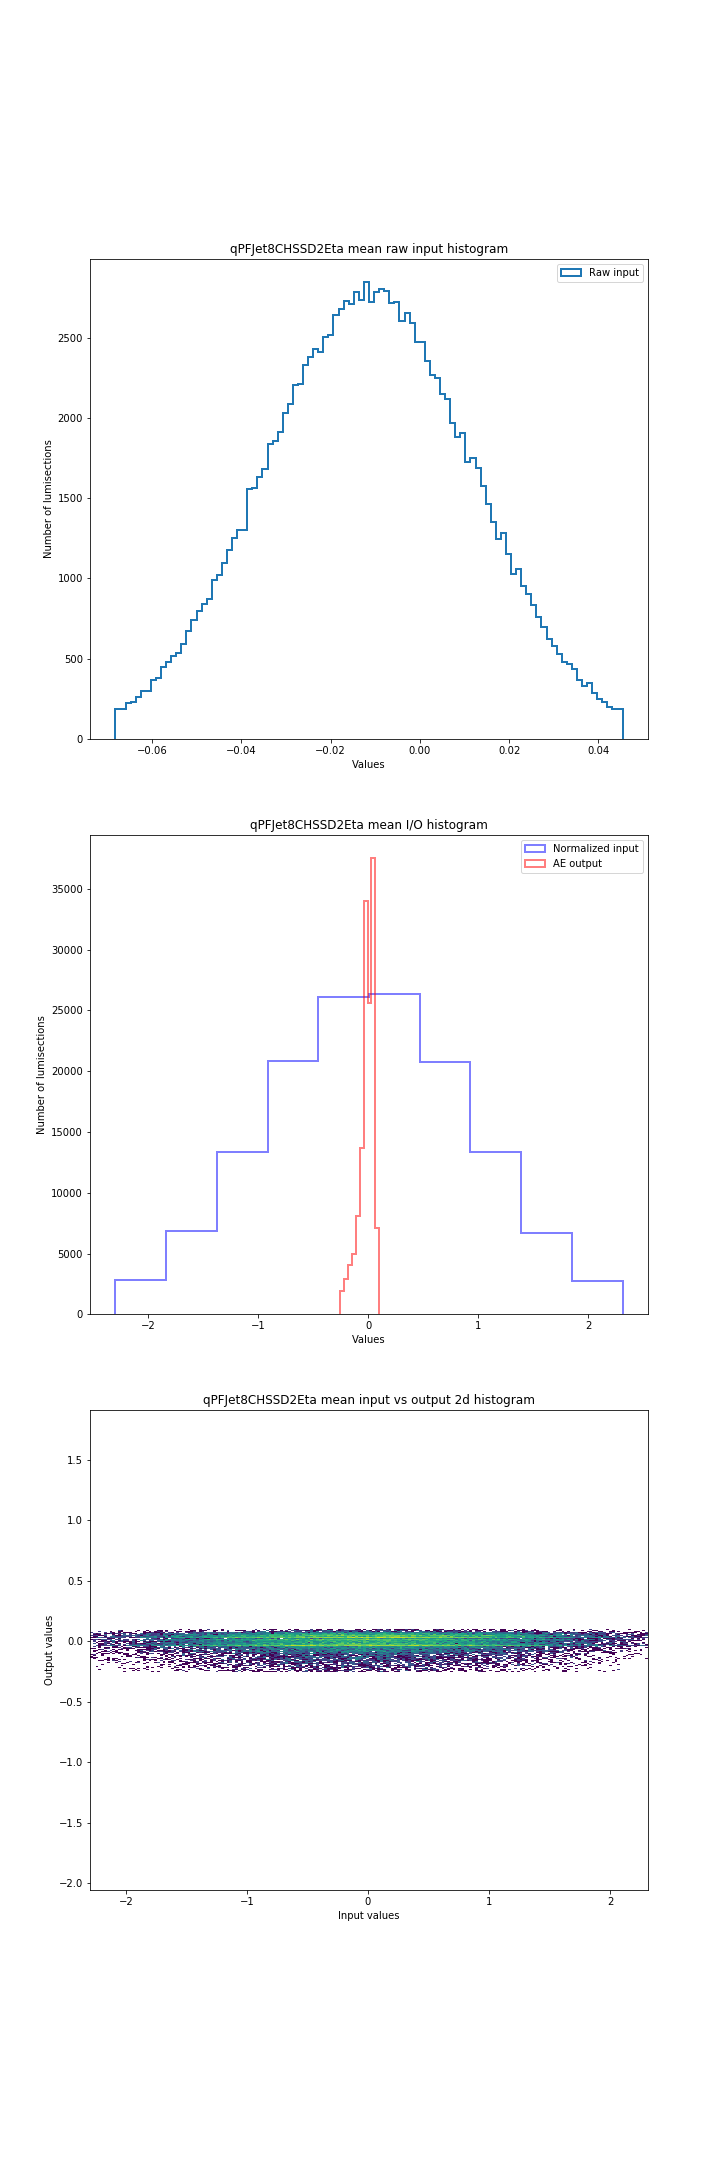 qPFJet8CHSSD2Eta mean raw input histogram
Raw input
2500
2000
1500
1000
500
0
Number of lumisections
−0.06 −0.04 −0.02 0.00 0.02 0.04
Values
qPFJet8CHSSD2Eta mean I/O histogram
Normalized input
AE output
35000
30000
25000
20000
15000
10000
5000
0
Number of lumisections
−2 −1 0 1 2
Values
qPFJet8CHSSD2Eta mean input vs output 2d histogram
1.5
1.0
0.5
0.0
−0.5
−1.0
−1.5
−2.0
Output values
−2 −1 0 1 2
Input values